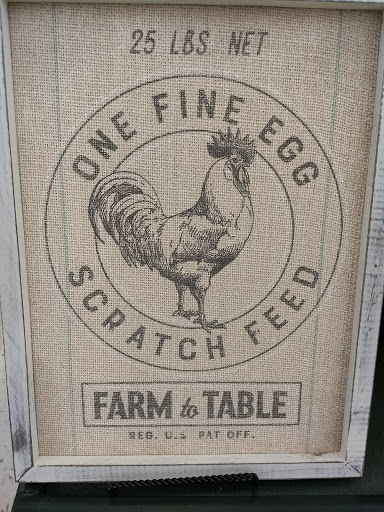 25 LBS NET
ONE FINE EGG
SCRATCH FEED
FARM to TABLE
REG. U.S PAT OFF.